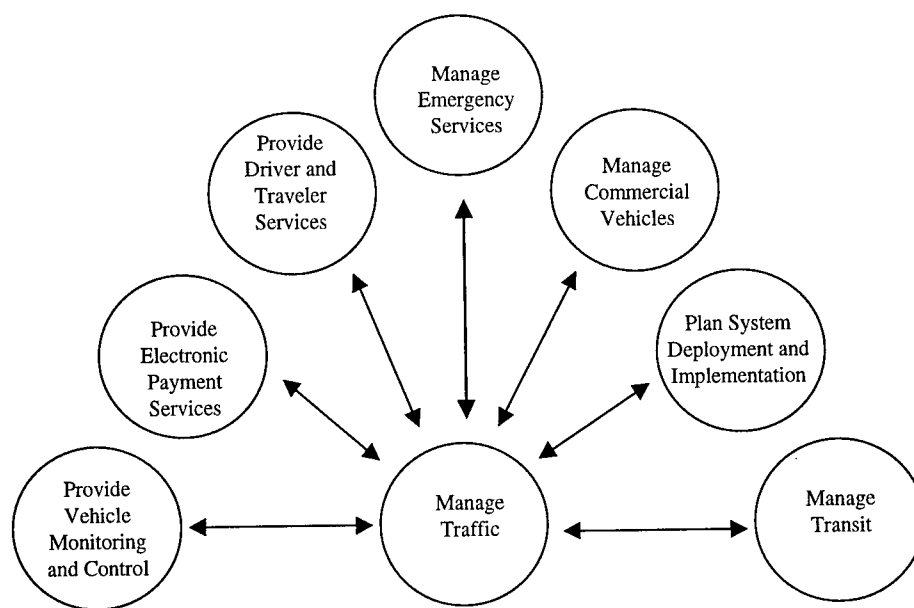 Manage
Emergency
Services
Provide
Driver and
Traveler
Services
Manage
Commercial
Vehicles
Provide
Electronic
Payment
Services
Plan System
Deployment and
Implementation
Provide
Vehicle
Monitoring
and Control
Manage
Traffic
Manage
Transit